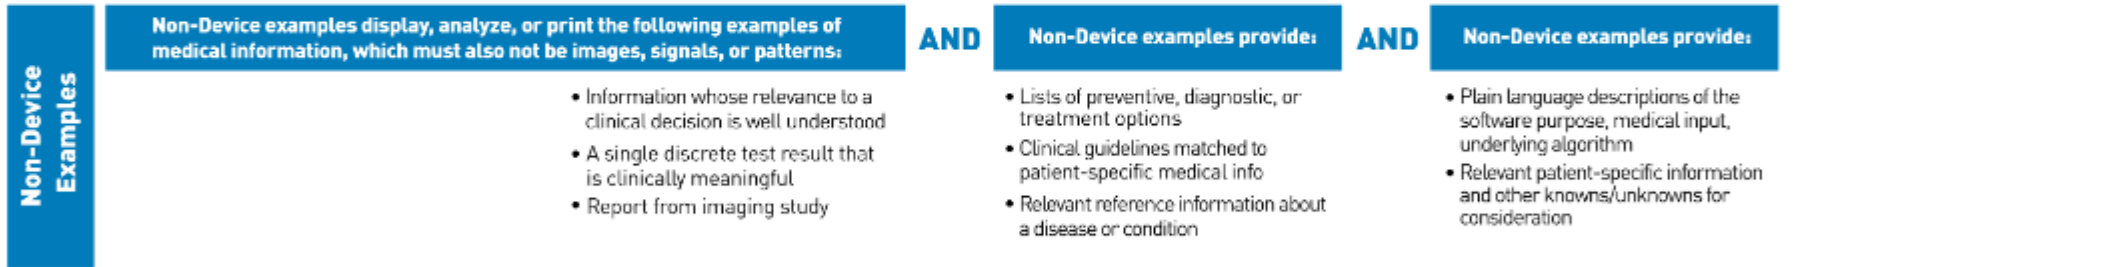 Non-Device
Examples
Non-Device examples display, analyze, or print the following examples of
medical information, which must also not be images, signals, or patterns:
• Information whose relevance to a
clinical decision is well understood
• A single discrete test result that
is clinically meaningful
• Report from imaging study
AND
Non-Device examples provide:
• Lists of preventive, diagnostic, or
treatment options
• Clinical guidelines matched to
patient-specific medical info
• Relevant reference information about
a disease or condition
AND
Non-Device examples provide:
• Plain language descriptions of the
software purpose, medical input,
underlying algorithm
• Relevant patient-specific information
and other knowns/unknowns for
consideration